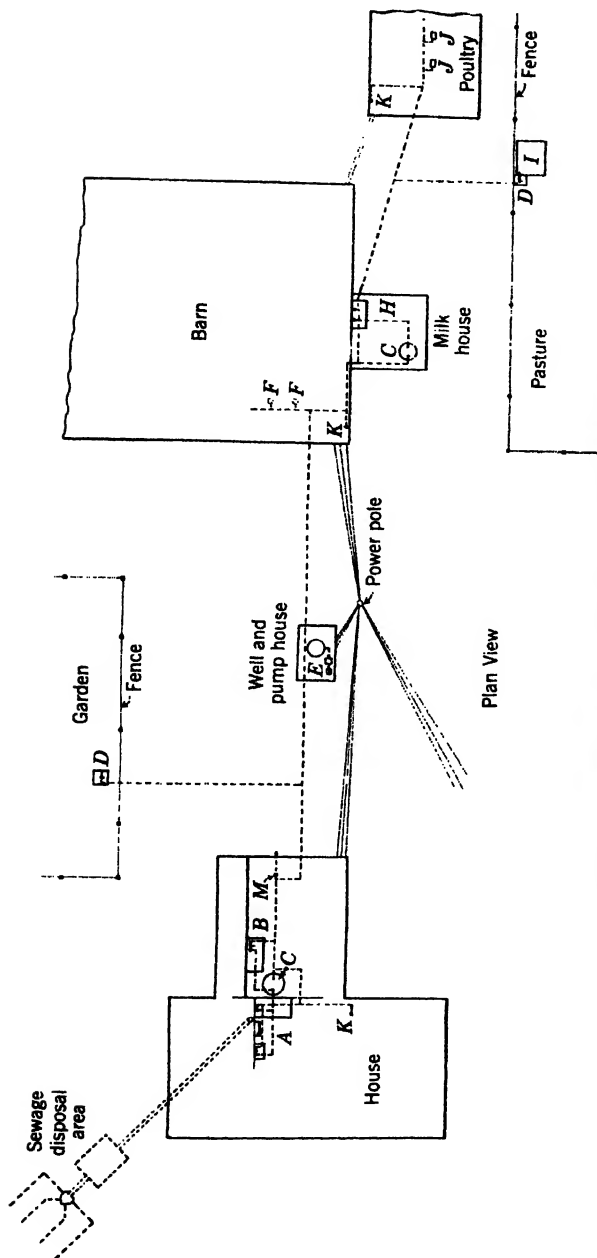 Sewage
disposal
area
Garden
Fence
D
Barn
F
F
K
Well and
pump house
E
Power pole
M
B
C
A
K
House
C
H
Milk
house
K
J
J
Poultry
Fence
D
I
Pasture
Plan View